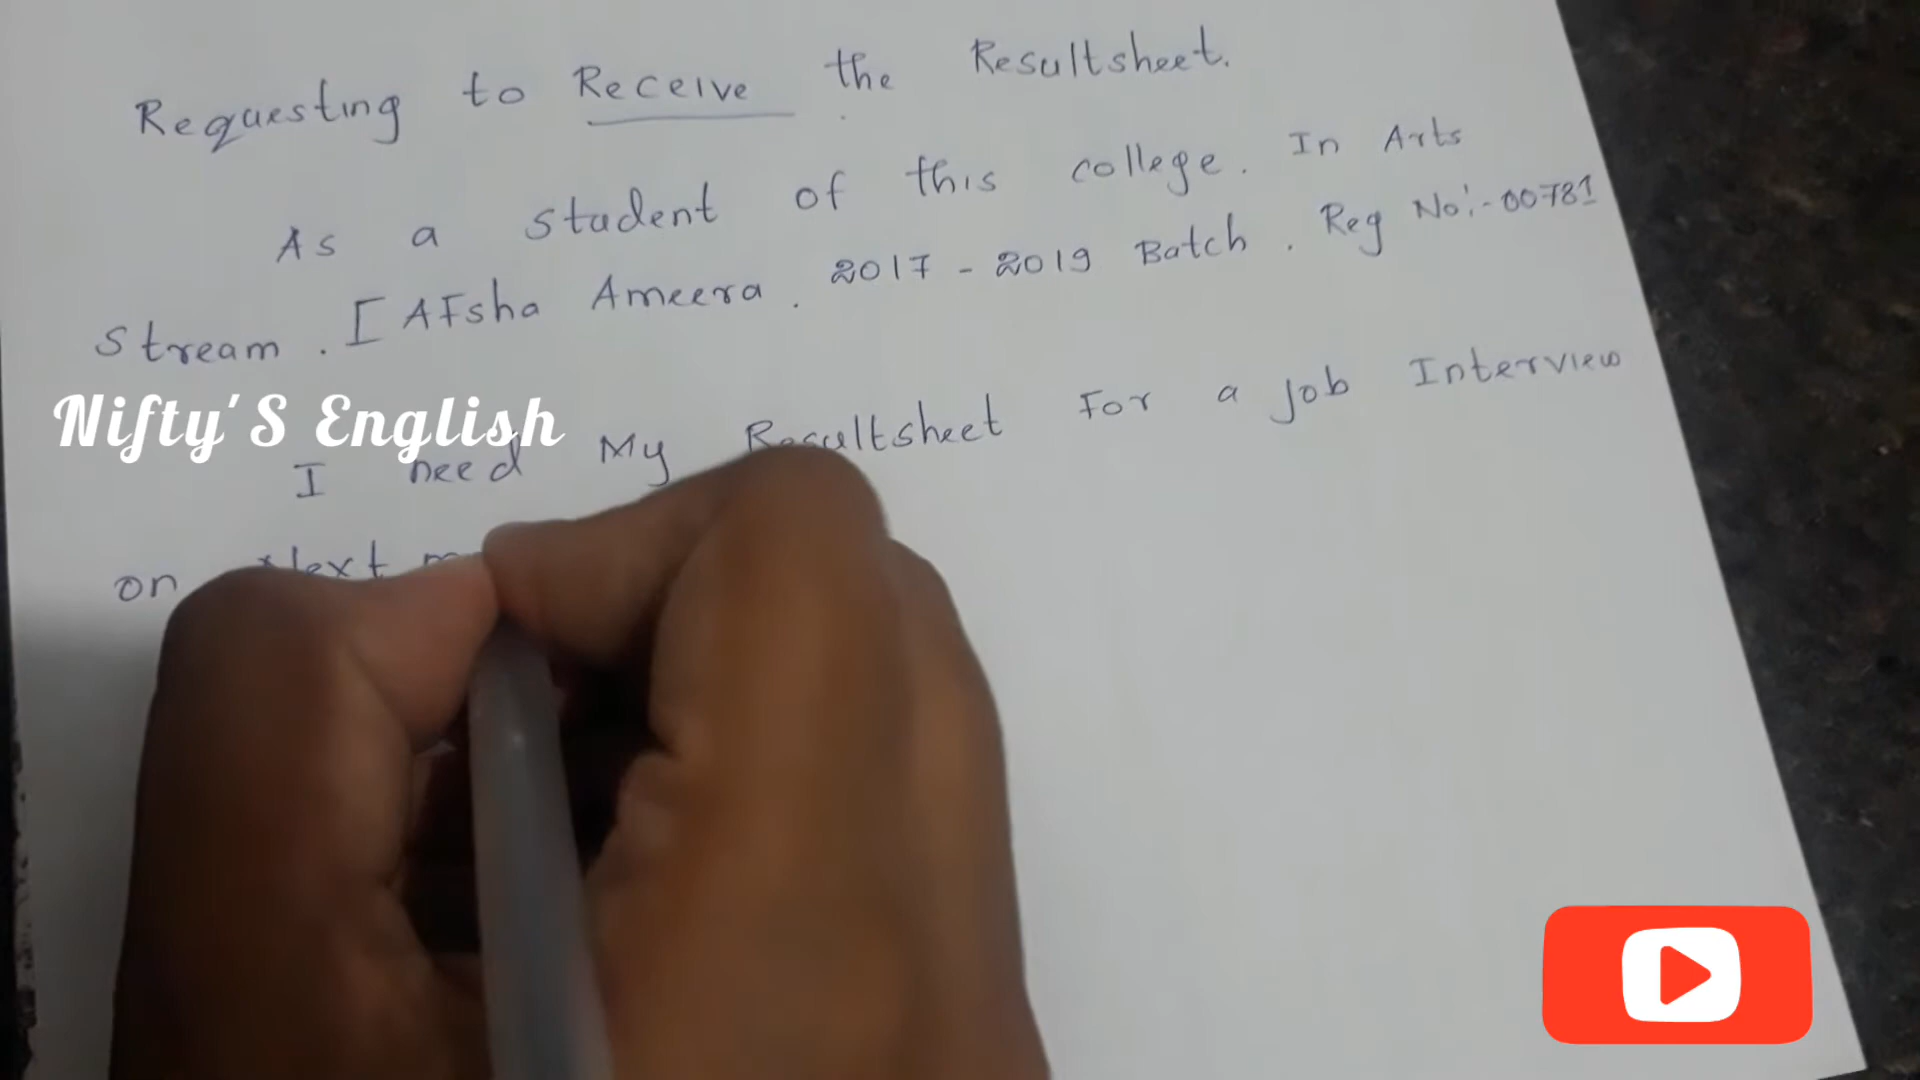 Requesting to Receive the Resultsheet.
As a student of this college. In Arts
stream. [Afsha Ameera. 2017-2019 Batch. Reg No:-00781
Nifty'S English
I need My Resultsheet For a job Interview
on Next